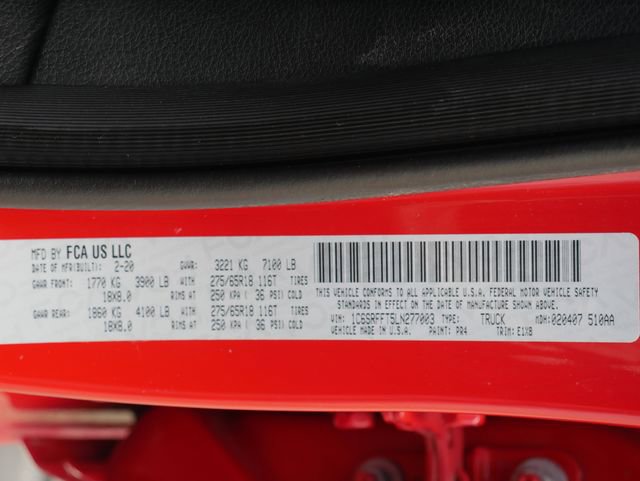 MFD BY FCA US LLC
DATE OF MFR(BUILT): 2-20 GVWR: 3221 KG 7100 LB
GAWR FRONT: 1770 KG 3900 LB 275/65R18 116T TIRES
18X8.0 RIMS AT 250 KPA ( 36 PSI) COLD
GAWR REAR: 1860 KG 4100 LB 275/65R18 116T TIRES
18X8.0 RIMS AT 250 KPA ( 36 PSI) COLD
THIS VEHICLE CONFORMS TO ALL APPLICABLE U.S.A. FEDERAL MOTOR VEHICLE SAFETY
STANDARDS IN EFFECT ON THE DATE OF MANUFACTURE SHOWN ABOVE.
VIN: 1C6SRFFT5LN277003 TYPE: TRUCK MDH: 020407 510AA
VEHICLE MADE IN U.S.A. PAINT: PR4 TRIM: E1X8